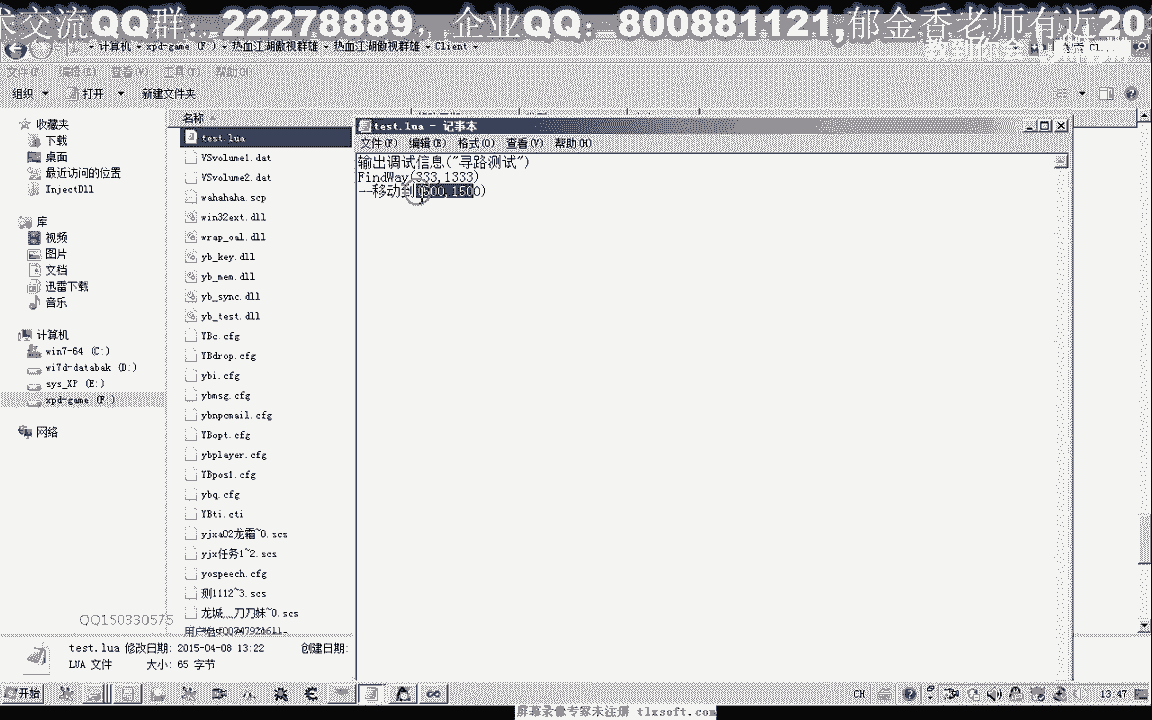 术交流QQ群：22278889， 企业QQ：800881121,郁金香老师有近20
计算机 ▾ xpd-game (F:) ▾ 热血江湖傲视群雄 ▾ 热血江湖傲视群雄 ▾ Client ▾
文件(F) 编辑(E) 查看(V) 工具(T) 帮助(H)
组织 ▾ 打开 ▾ 新建文件夹
收藏夹
下载
桌面
最近访问的位置
InjectDll
库
视频
图片
文档
迅雷下载
音乐
计算机
win7-64 (C:)
wi7d-databak (D:)
sys_XP (E:)
xpd-game (F:)
网络
名称
test.lua
VSvolume1.dat
VSvolume2.dat
wahahaha.scp
win32ext.dll
wrap_oal.dll
yb_key.dll
yb_mem.dll
yb_sync.dll
yb_test.dll
YBc.cfg
YBdrop.cfg
ybi.cfg
ybmsg.cfg
ybnpcmail.cfg
YBopt.cfg
ybplayer.cfg
YBpos1.cfg
ybq.cfg
YBti.cti
yjxa02龙霜~0.scs
yjx任务1~2.scs
yospeech.cfg
测1112~3.scs
龙城灬刀刀妹~0.scs
test.lua - 记事本
文件(F) 编辑(E) 格式(O) 查看(V) 帮助(H)
输出调试信息("寻路测试")
FindWay(333,1333)
--移动到(500,1500)
QQ150330575
test.lua 修改日期: 2015-04-08 13:22 创建日期:
LUA 文件 大小: 65 字节
开始
CH
13:47
屏幕录像专家未注册 tlxsoft.com